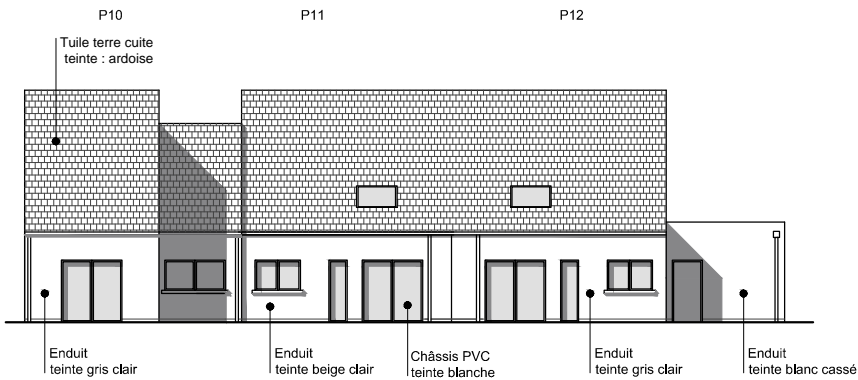 P10
P11
P12
Tuile terre cuite
teinte : ardoise
Enduit
teinte gris clair
Enduit
teinte beige clair
Châssis PVC
teinte blanche
Enduit
teinte gris clair
Enduit
teinte blanc cassé